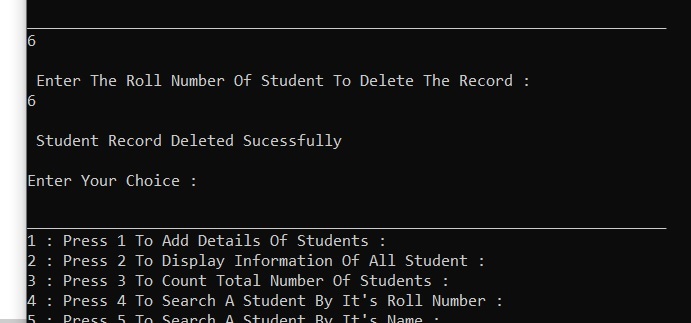 6
Enter The Roll Number Of Student To Delete The Record :
6
Student Record Deleted Sucessfully
Enter Your Choice :
1 : Press 1 To Add Details Of Students :
2 : Press 2 To Display Information Of All Student :
3 : Press 3 To Count Total Number Of Students :
4 : Press 4 To Search A Student By It's Roll Number :
5 : Press 5 To Search A Student By It's Name :